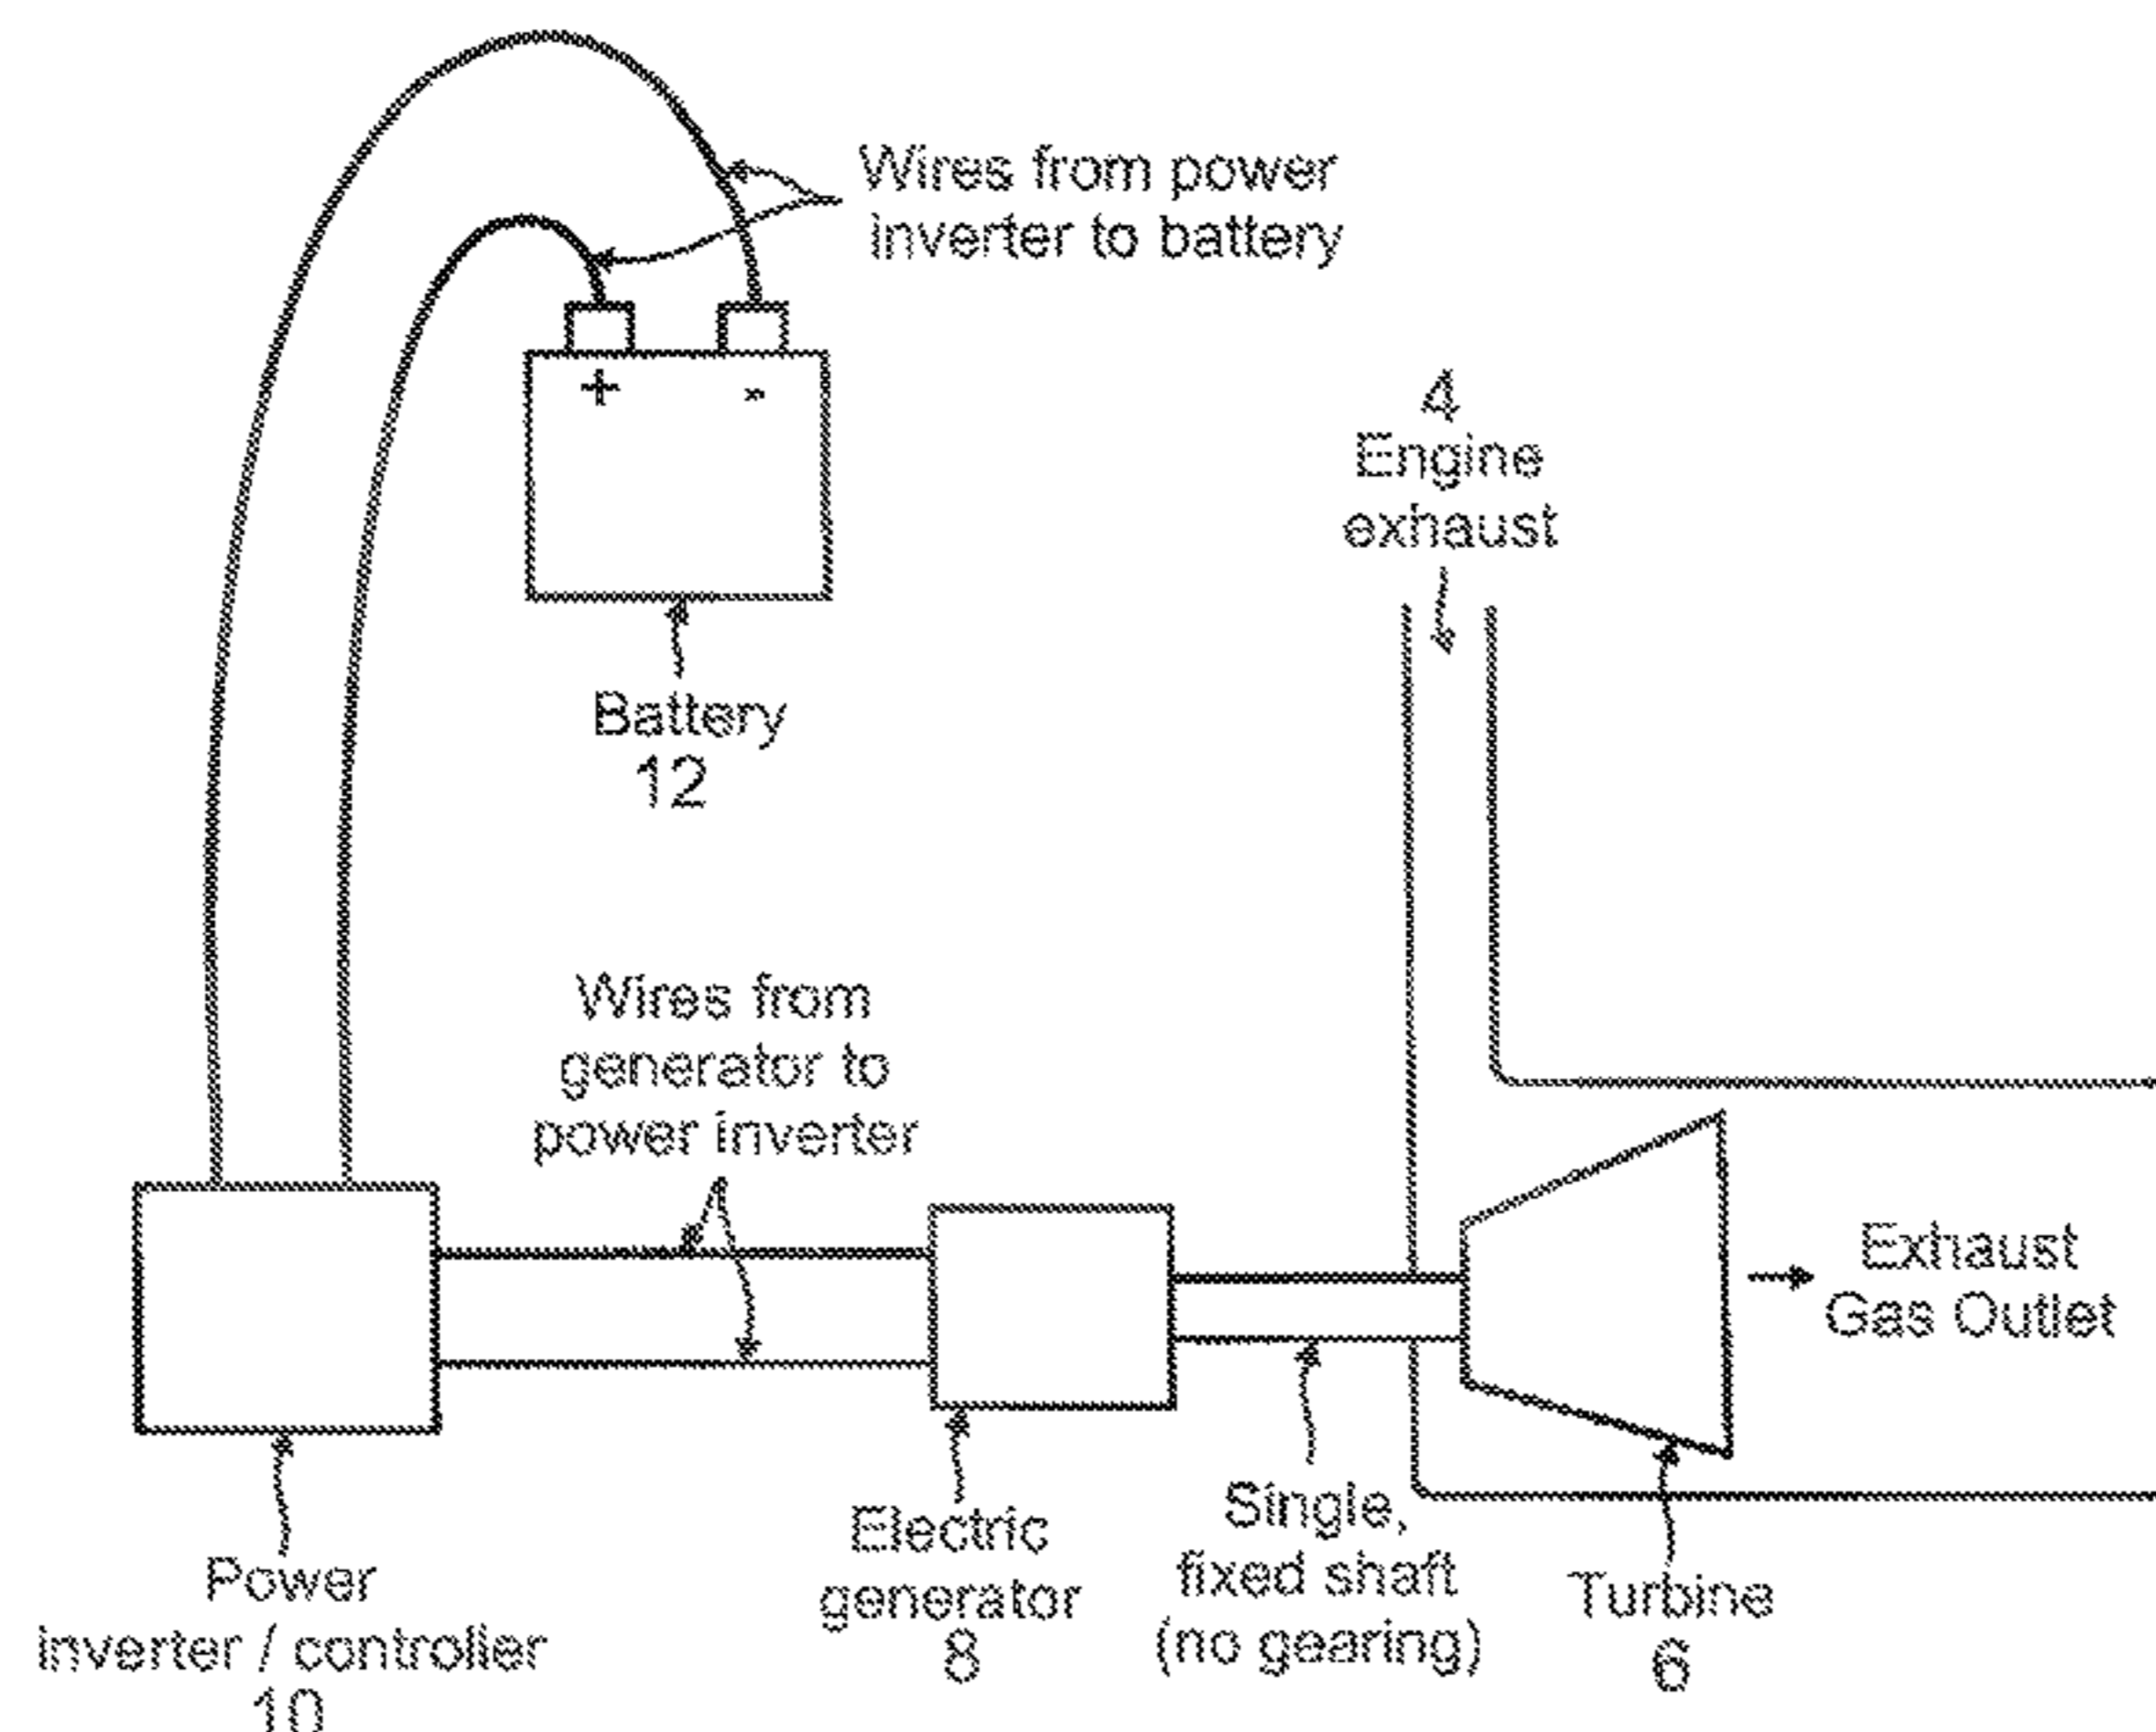 Wires from power
inverter to battery
+
-
4
Engine
exhaust
Battery
12
Wires from
generator to
power inverter
Exhaust
Gas Outlet
Single,
fixed shaft
(no gearing)
Electric
generator
8
Turbine
6
Power
inverter / controller
10